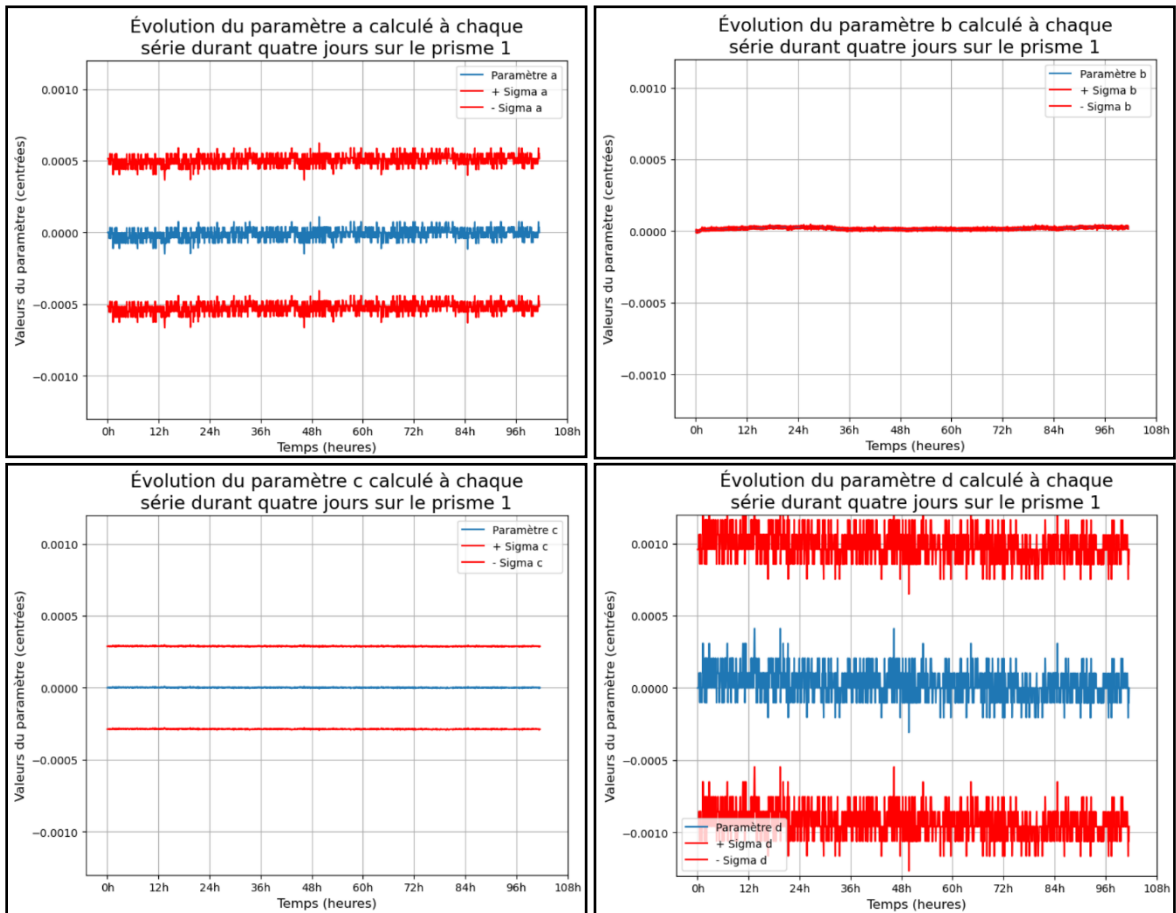 Évolution du paramètre a calculé à chaque
série durant quatre jours sur le prisme 1
Paramètre a
+ Sigma a
- Sigma a
Valeurs du paramètre (centrées)
0.0010
0.0005
0.0000
−0.0005
−0.0010
0h 12h 24h 36h 48h 60h 72h 84h 96h 108h
Temps (heures)
Évolution du paramètre b calculé à chaque
série durant quatre jours sur le prisme 1
Paramètre b
+ Sigma b
- Sigma b
Valeurs du paramètre (centrées)
0.0010
0.0005
0.0000
−0.0005
−0.0010
0h 12h 24h 36h 48h 60h 72h 84h 96h 108h
Temps (heures)
Évolution du paramètre c calculé à chaque
série durant quatre jours sur le prisme 1
Paramètre c
+ Sigma c
- Sigma c
Valeurs du paramètre (centrées)
0.0010
0.0005
0.0000
−0.0005
−0.0010
0h 12h 24h 36h 48h 60h 72h 84h 96h 108h
Temps (heures)
Évolution du paramètre d calculé à chaque
série durant quatre jours sur le prisme 1
Valeurs du paramètre (centrées)
0.0010
0.0005
0.0000
−0.0005
−0.0010
Paramètre d
+ Sigma d
- Sigma d
0h 12h 24h 36h 48h 60h 72h 84h 96h 108h
Temps (heures)